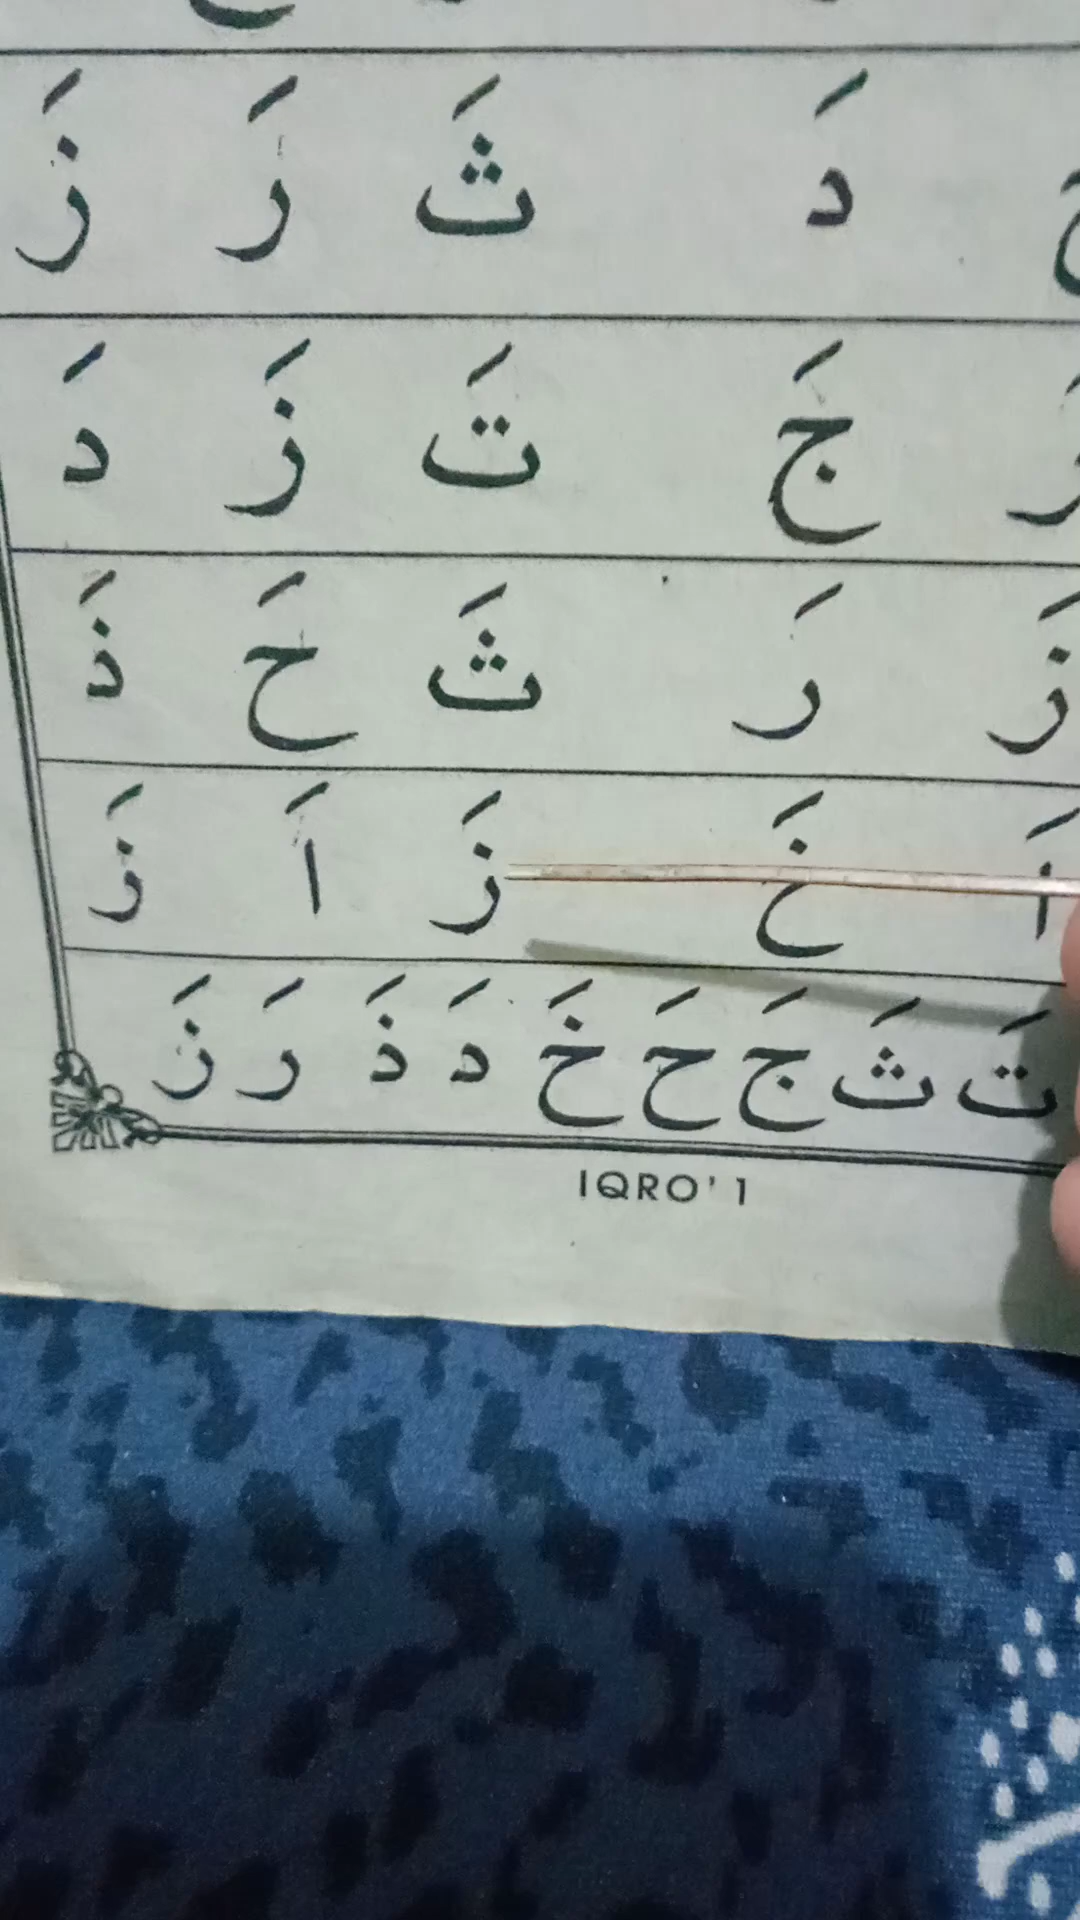 دَ ثَ رَ زَ
جَ تَ زَ دَ
زَ رَ ثَ حَ ذَ
اَ خَ زَ اَ زَ
تَ ثَ جَ حَ خَ دَ ذَ رَ زَ
IQRO' 1